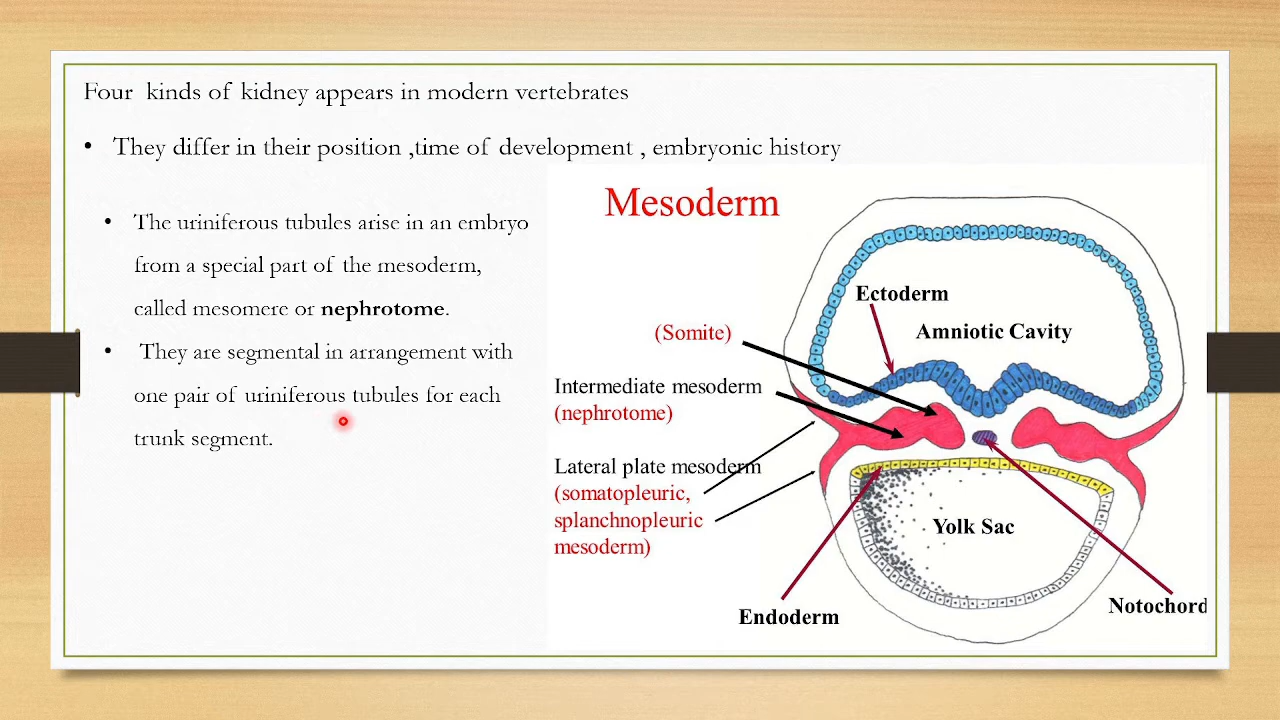 Four kinds of kidney appears in modern vertebrates
• They differ in their position ,time of development , embryonic history
• The uriniferous tubules arise in an embryo
from a special part of the mesoderm,
called mesomere or nephrotome.
• They are segmental in arrangement with
one pair of uriniferous tubules for each
trunk segment.
Mesoderm
Ectoderm
Amniotic Cavity
(Somite)
Intermediate mesoderm
(nephrotome)
Lateral plate mesoderm
(somatopleuric,
splanchnopleuric
mesoderm)
Yolk Sac
Endoderm
Notochord